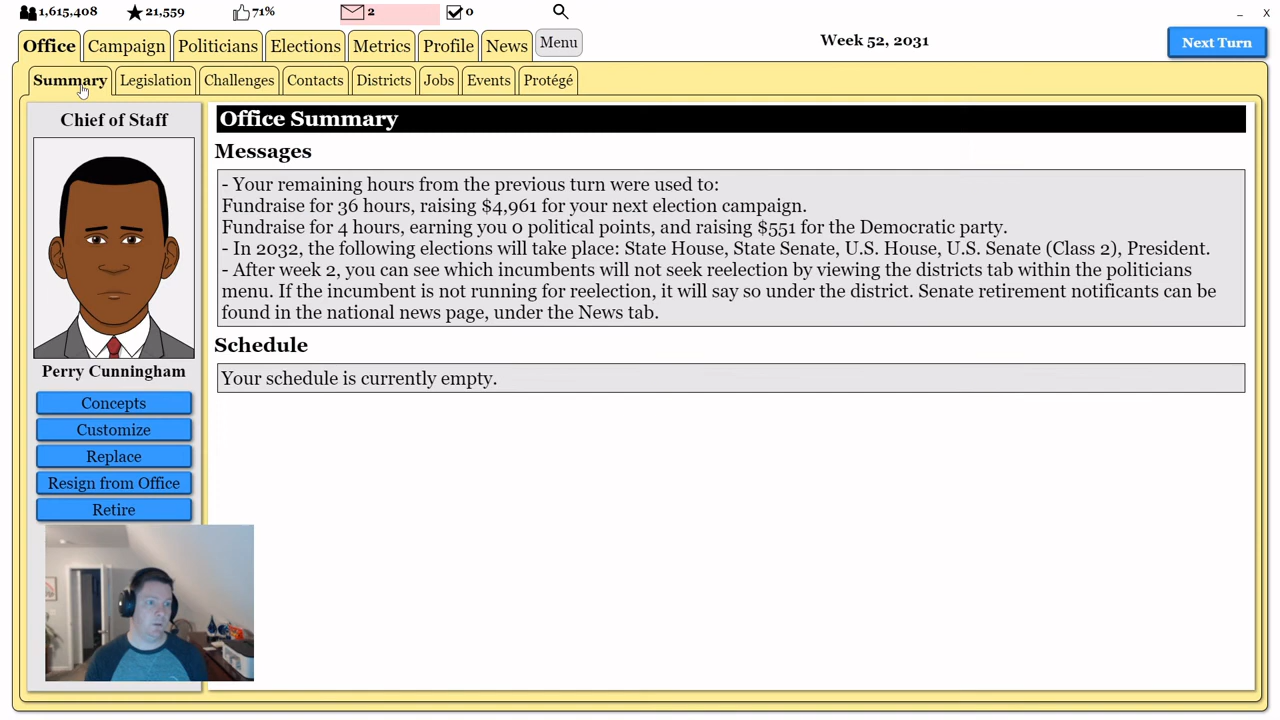 1,615,408 21,559 71% 2 0
Office Campaign Politicians Elections Metrics Profile News Menu Week 52, 2031 Next Turn
Summary Legislation Challenges Contacts Districts Jobs Events Protégé
Chief of Staff
Perry Cunningham
Concepts
Customize
Replace
Resign from Office
Retire
Office Summary
Messages
- Your remaining hours from the previous turn were used to:
Fundraise for 36 hours, raising $4,961 for your next election campaign.
Fundraise for 4 hours, earning you 0 political points, and raising $551 for the Democratic party.
- In 2032, the following elections will take place: State House, State Senate, U.S. House, U.S. Senate (Class 2), President.
- After week 2, you can see which incumbents will not seek reelection by viewing the districts tab within the politicians
menu. If the incumbent is not running for reelection, it will say so under the district. Senate retirement notificants can be
found in the national news page, under the News tab.
Schedule
Your schedule is currently empty.